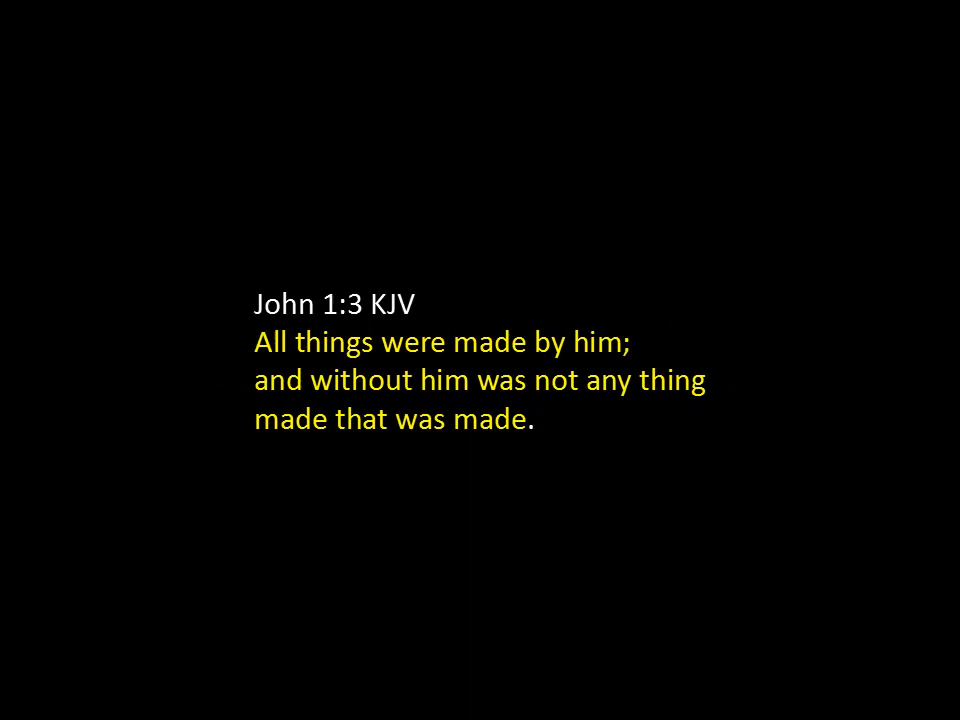 John 1:3 KJV
All things were made by him;
and without him was not any thing
made that was made.